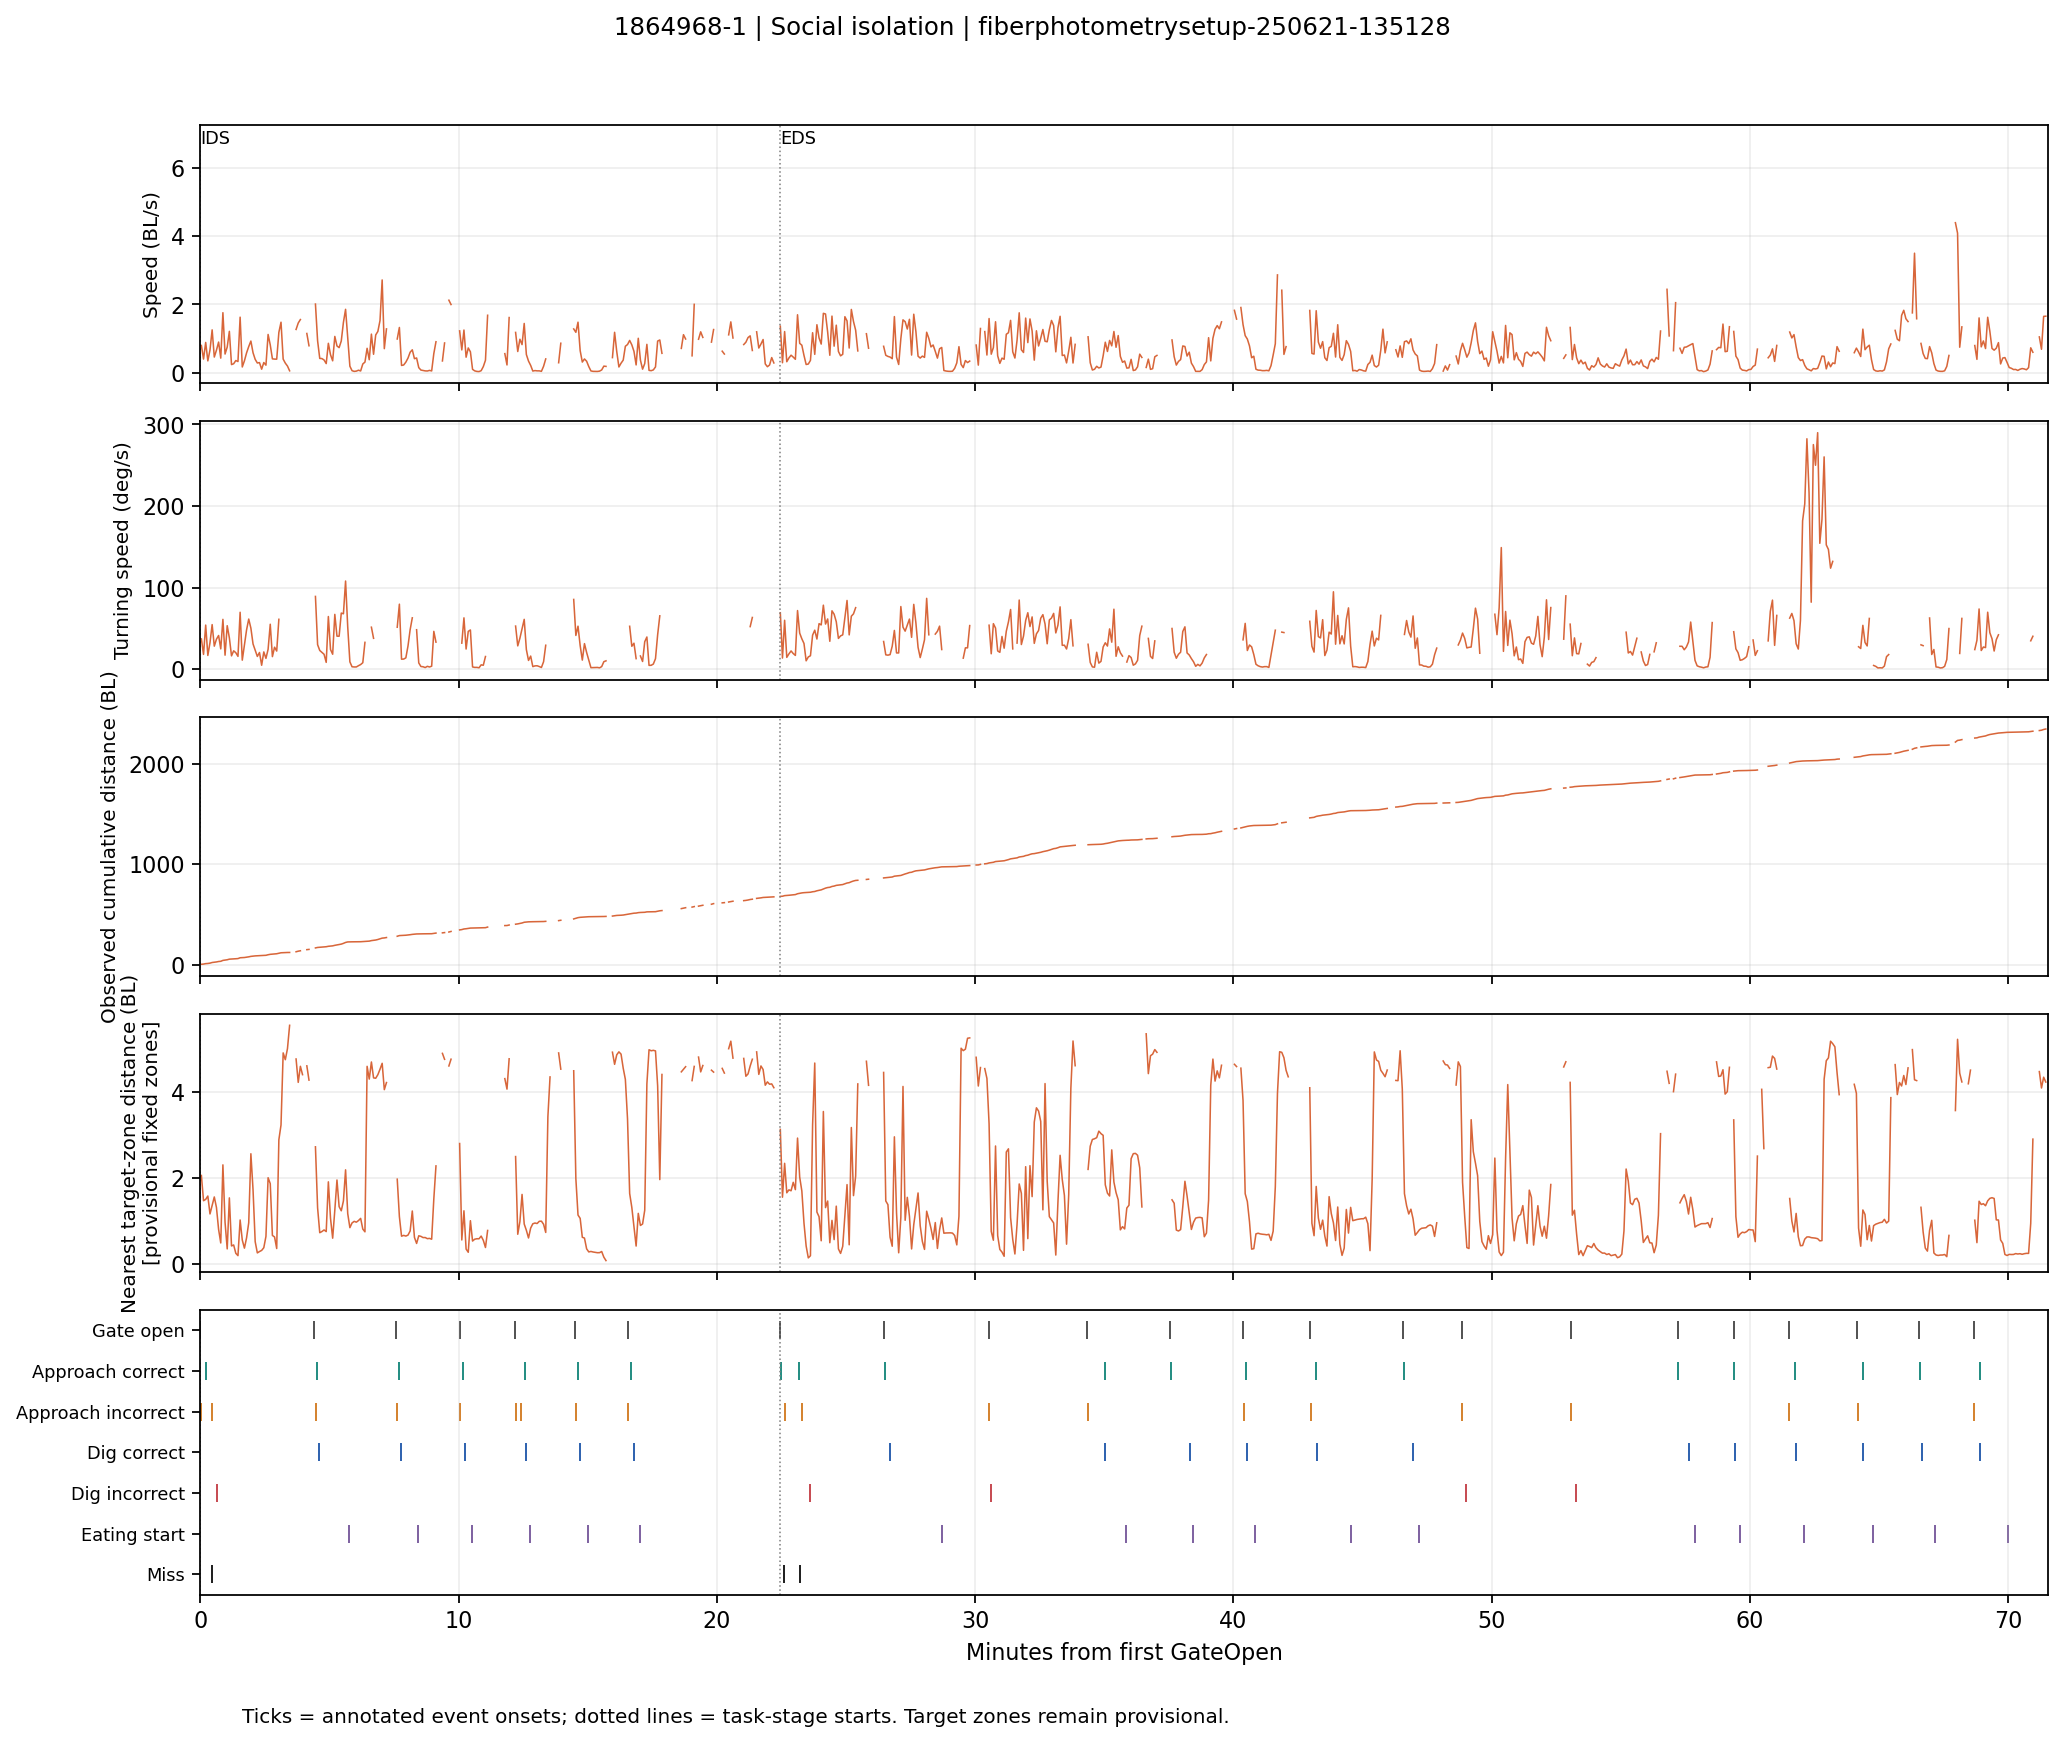 1864968-1 | Social isolation | fiberphotometrysetup-250621-135128
IDS
EDS
Speed (BL/s)
6
4
2
0
Turning speed (deg/s)
300
200
100
0
Observed cumulative distance (BL)
2000
1000
0
Nearest target-zone distance (BL)
[provisional fixed zones]
4
2
0
Gate open
Approach correct
Approach incorrect
Dig correct
Dig incorrect
Eating start
Miss
0 10 20 30 40 50 60 70
Minutes from first GateOpen
Ticks = annotated event onsets; dotted lines = task-stage starts. Target zones remain provisional.